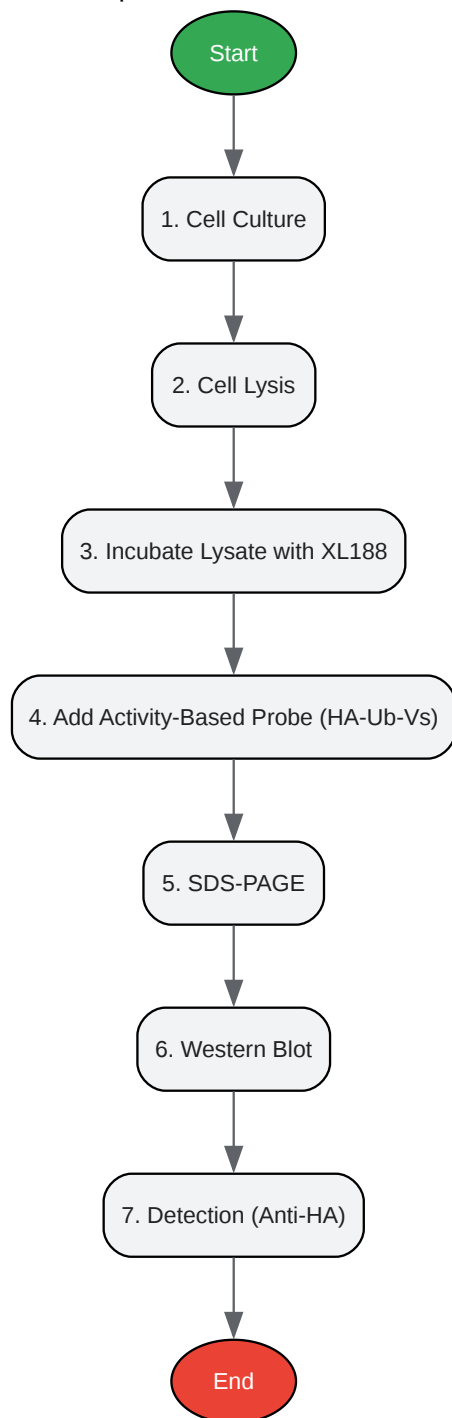 Start
1. Cell Culture
2. Cell Lysis
3. Incubate Lysate with XL188
4. Add Activity-Based Probe (HA-Ub-Vs)
5. SDS-PAGE
6. Western Blot
7. Detection (Anti-HA)
End